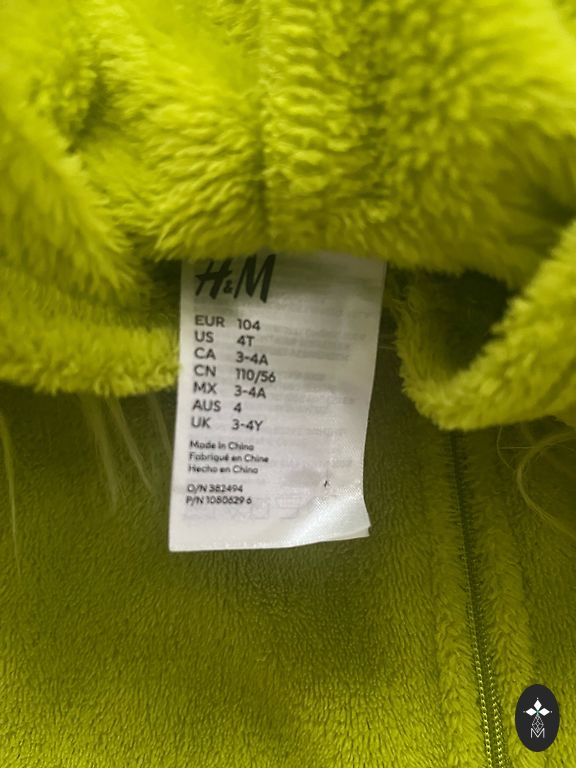 H&M
EUR 104
US 4T
CA 3-4A
CN 110/56
MX 3-4A
AUS 4
UK 3-4Y
Made in China
Fabriqué en Chine
Hecho en China
O/N 382494
P/N 1080629 6